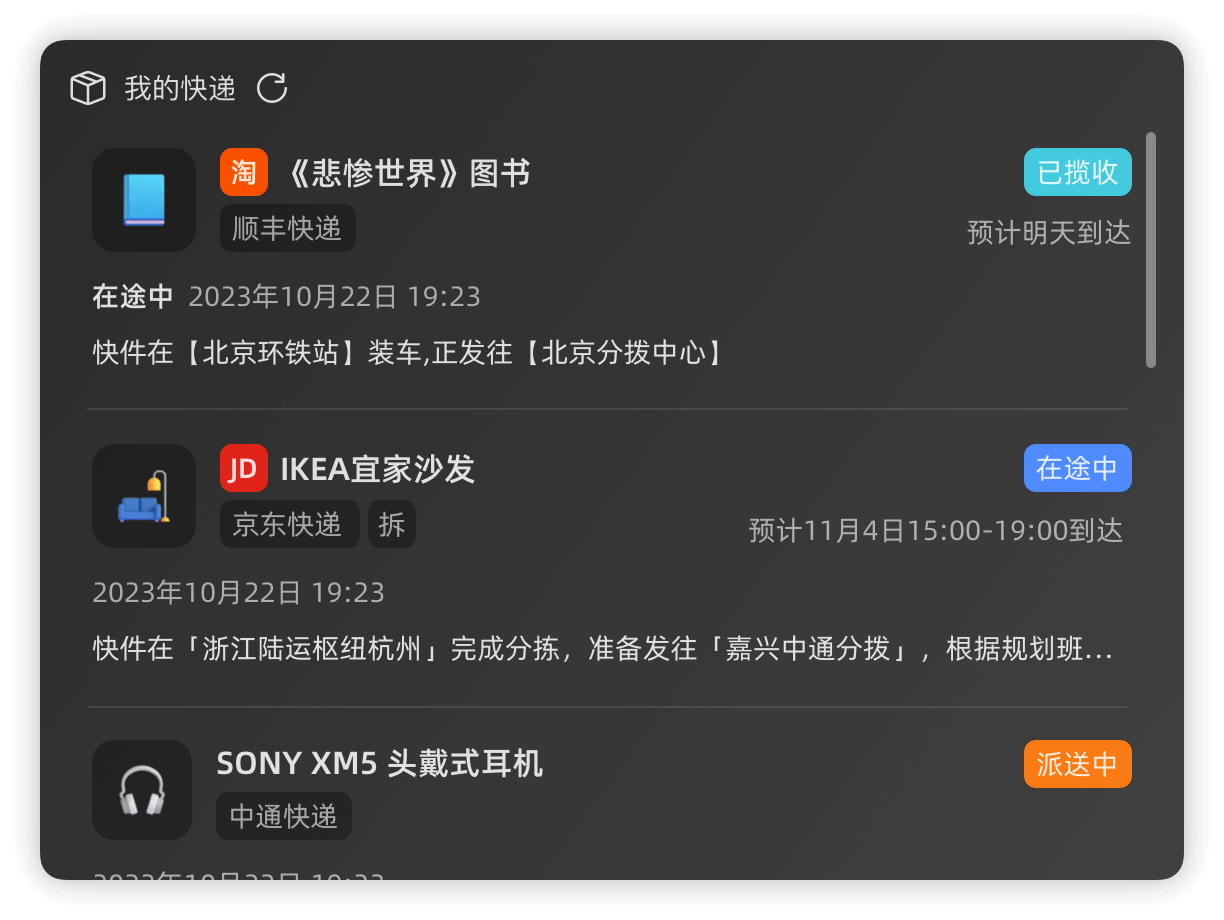 我的快递
淘 《悲惨世界》图书 已揽收
顺丰快递 预计明天到达
在途中 2023年10月22日 19:23
快件在【北京环铁站】装车,正发往【北京分拨中心】
JD IKEA宜家沙发 在途中
京东快递 拆 预计11月4日15:00-19:00到达
2023年10月22日 19:23
快件在「浙江陆运枢纽杭州」完成分拣，准备发往「嘉兴中通分拨」，根据规划班...
SONY XM5 头戴式耳机 派送中
中通快递